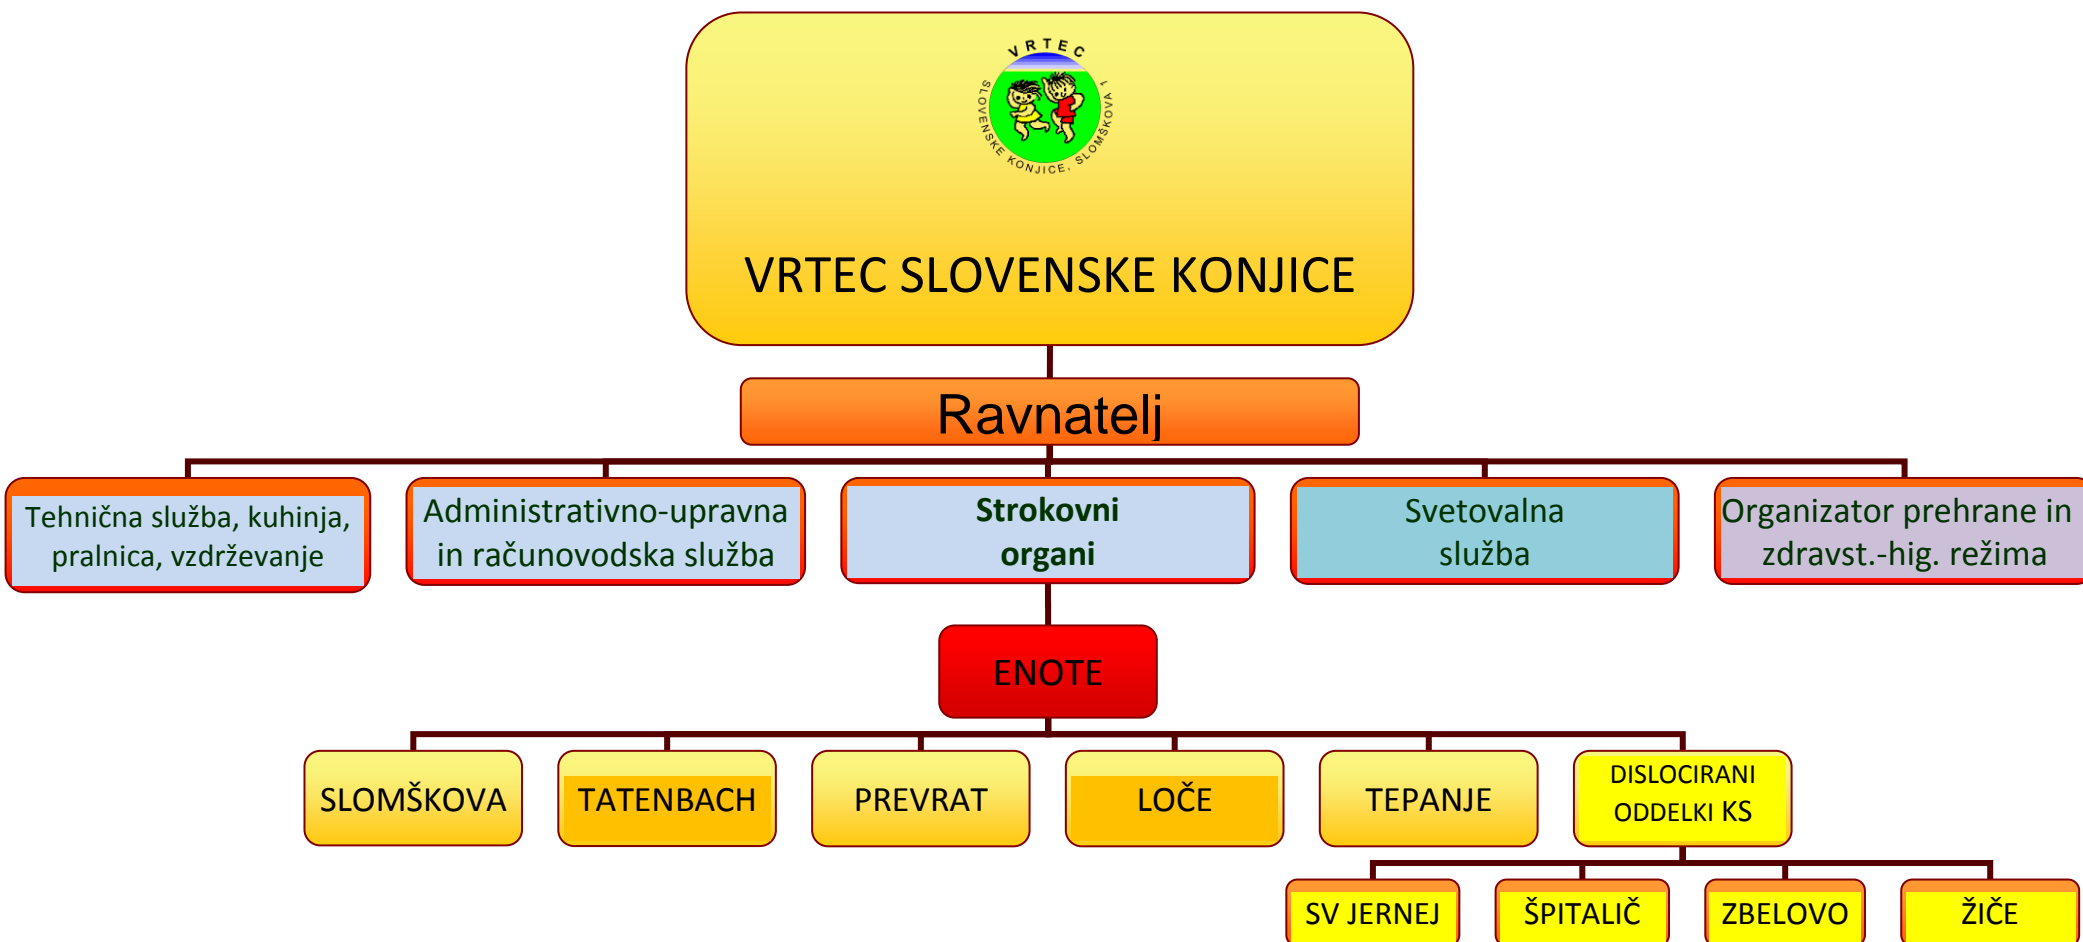 VRTEC
SLOVENSKE KONJICE, SLOMŠKOVA 1
VRTEC SLOVENSKE KONJICE
Ravnatelj
Tehnična služba, kuhinja,
pralnica, vzdrževanje
Administrativno-upravna
in računovodska služba
Strokovni
organi
Svetovalna
služba
Organizator prehrane in
zdravst.-hig. režima
ENOTE
SLOMŠKOVA
TATENBACH
PREVRAT
LOČE
TEPANJE
DISLOCIRANI
ODDELKI KS
SV JERNEJ
ŠPITALIČ
ZBELOVO
ŽIČE